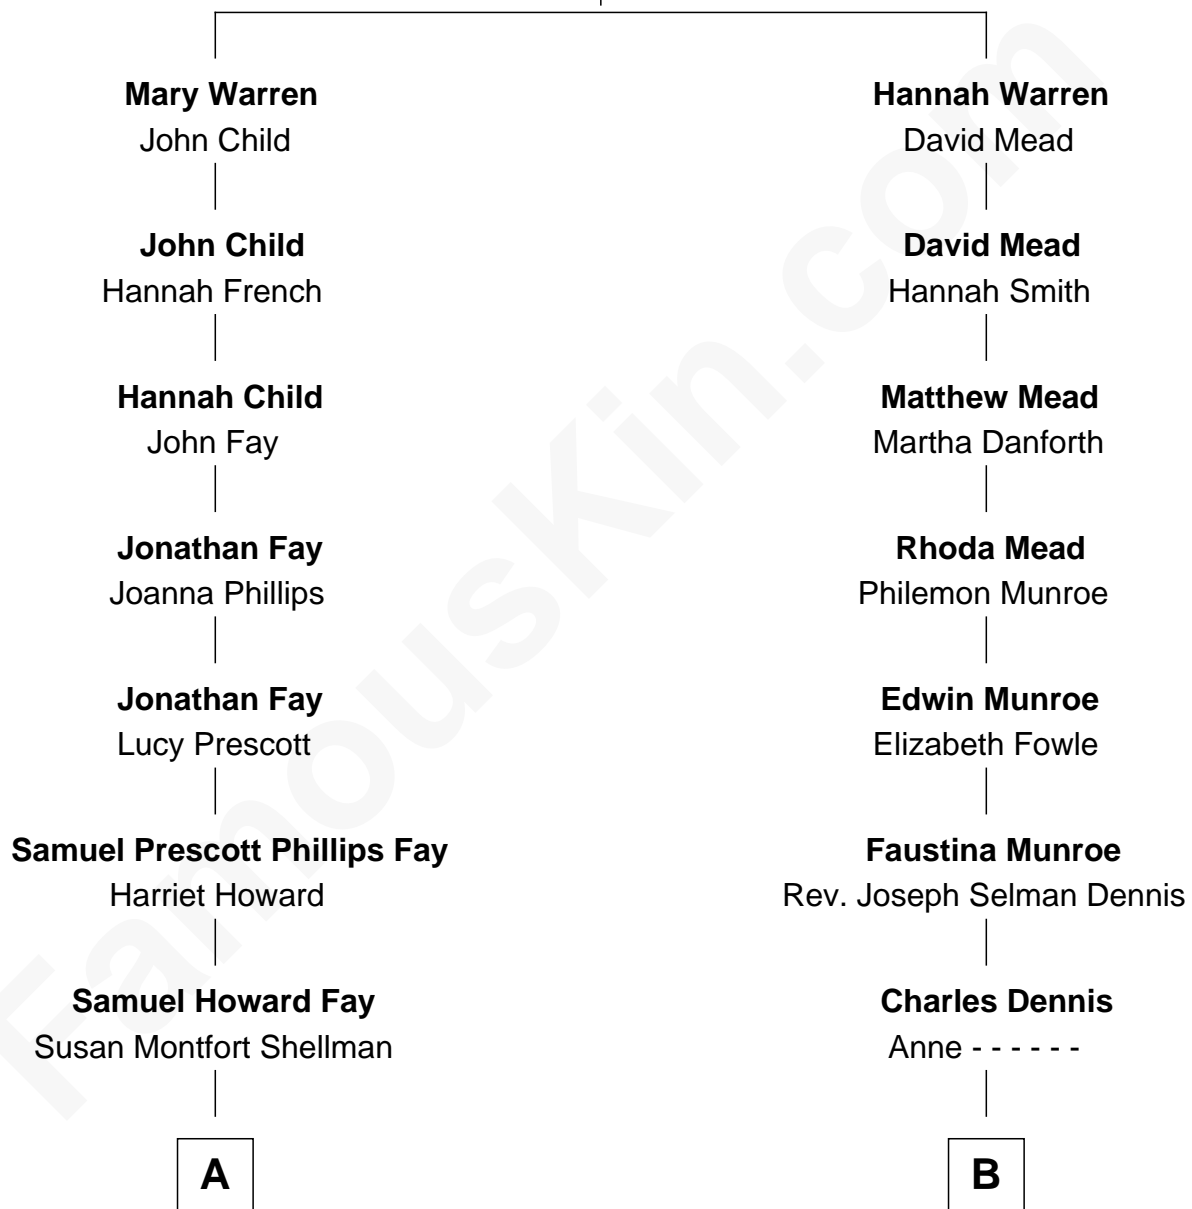 Mary Warren
John Child
John Child
Hannah French
Hannah Child
John Fay
Jonathan Fay
Joanna Phillips
Jonathan Fay
Lucy Prescott
Samuel Prescott Phillips Fay
Harriet Howard
Samuel Howard Fay
Susan Montfort Shellman
A
Hannah Warren
David Mead
David Mead
Hannah Smith
Matthew Mead
Martha Danforth
Rhoda Mead
Philemon Munroe
Edwin Munroe
Elizabeth Fowle
Faustina Munroe
Rev. Joseph Selman Dennis
Charles Dennis
Anne - - - - - -
B
FamousKin.com